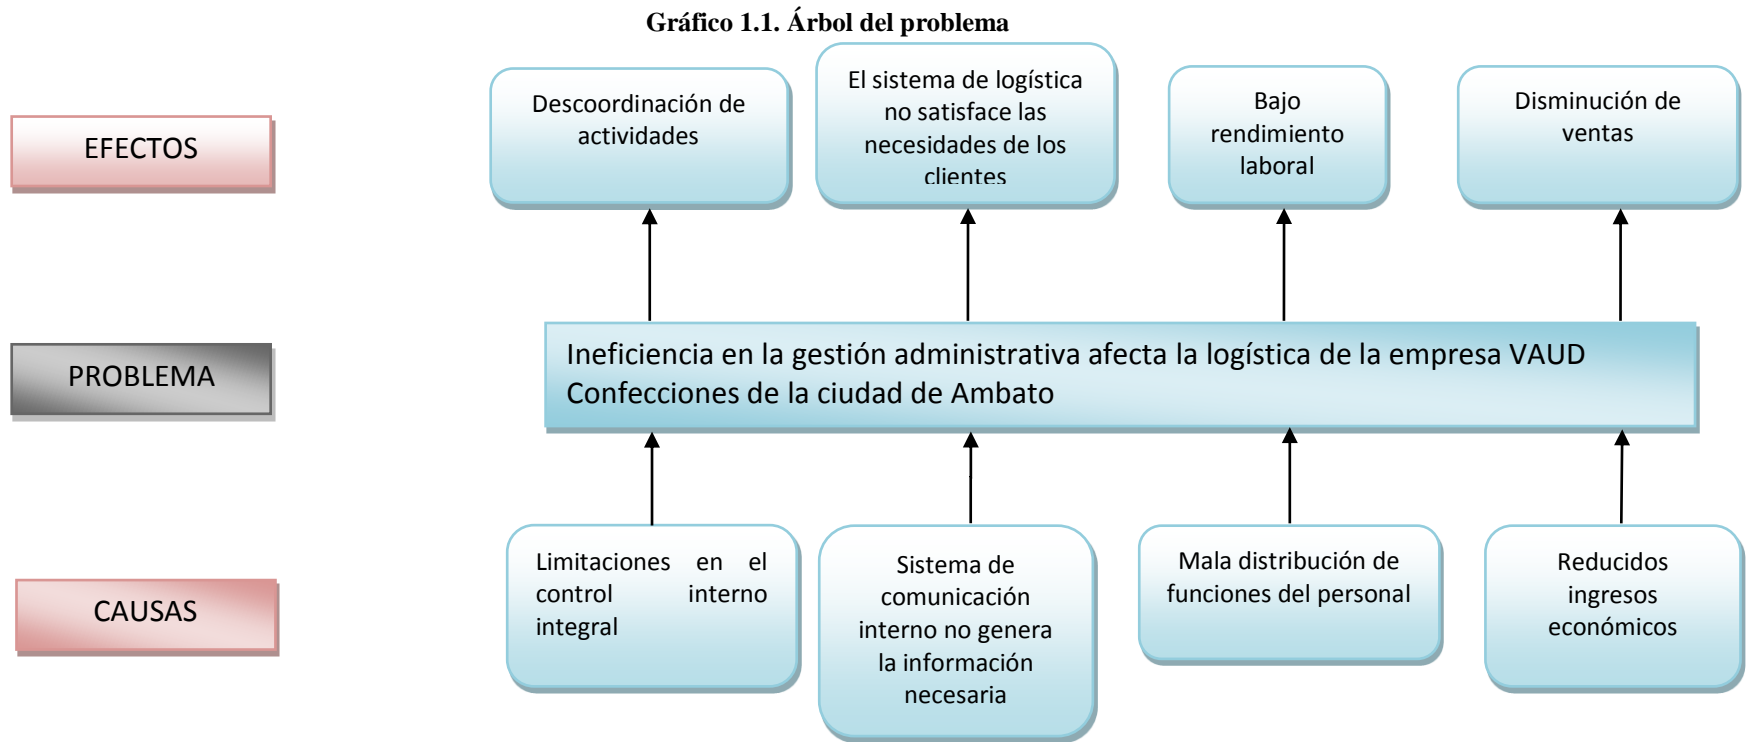 Gráfico 1.1. Árbol del problema
EFECTOS
Descoordinación de
actividades
El sistema de logística
no satisface las
necesidades de los
clientes
Bajo
rendimiento
laboral
Disminución de
ventas
PROBLEMA
Ineficiencia en la gestión administrativa afecta la logística de la empresa VAUD
Confecciones de la ciudad de Ambato
CAUSAS
Limitaciones en el
control interno
integral
Sistema de
comunicación
interno no genera
la información
necesaria
Mala distribución de
funciones del personal
Reducidos
ingresos
económicos